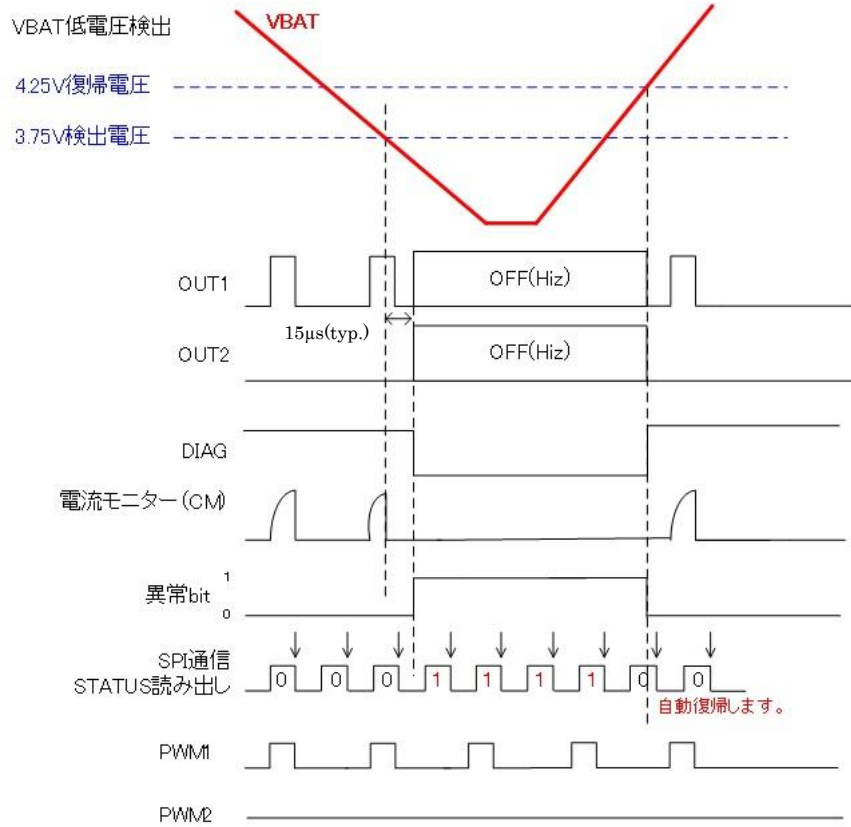 VBAT低電圧検出
VBAT
4.25V復帰電圧
3.75V検出電圧
OUT1
OFF(Hiz)
15μs(typ.)
OUT2
OFF(Hiz)
DIAG
電流モニター(CM)
異常bit
1
0
SPI通信
STATUS読み出し
0 0 0 1 1 1 1 0 0
自動復帰します。
PWM1
PWM2